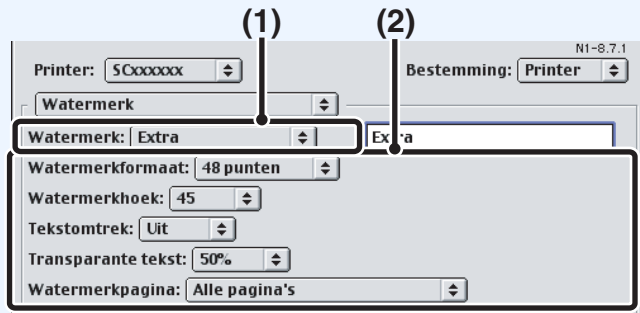 (1) (2)
N1-8.7.1
Printer: SCxxxxxx Bestemming: Printer
Watermerk
Watermerk: Extra Extra
Watermerkformaat: 48 punten
Watermerkhoek: 45
Tekstomtrek: Uit
Transparante tekst: 50%
Watermerkpagina: Alle pagina's